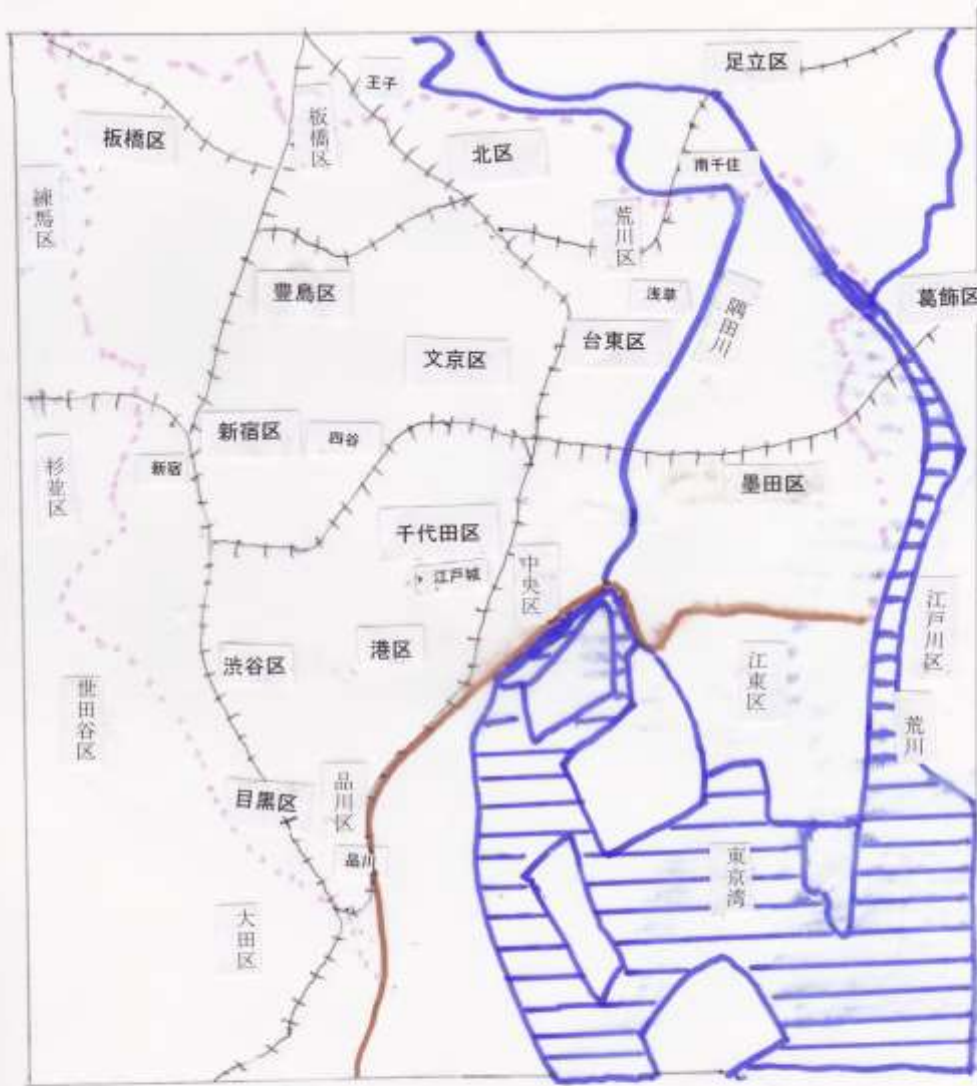 足立区
王子
板橋区
板橋区
北区
南千住
練馬区
荒川区
豊島区
浅草
隅田川
葛飾区
台東区
文京区
新宿区
四谷
新宿
杉並区
墨田区
千代田区
江戸城
中央区
江戸川区
港区
渋谷区
江東区
世田谷区
荒川
目黒区
品川区
品川
東京湾
大田区